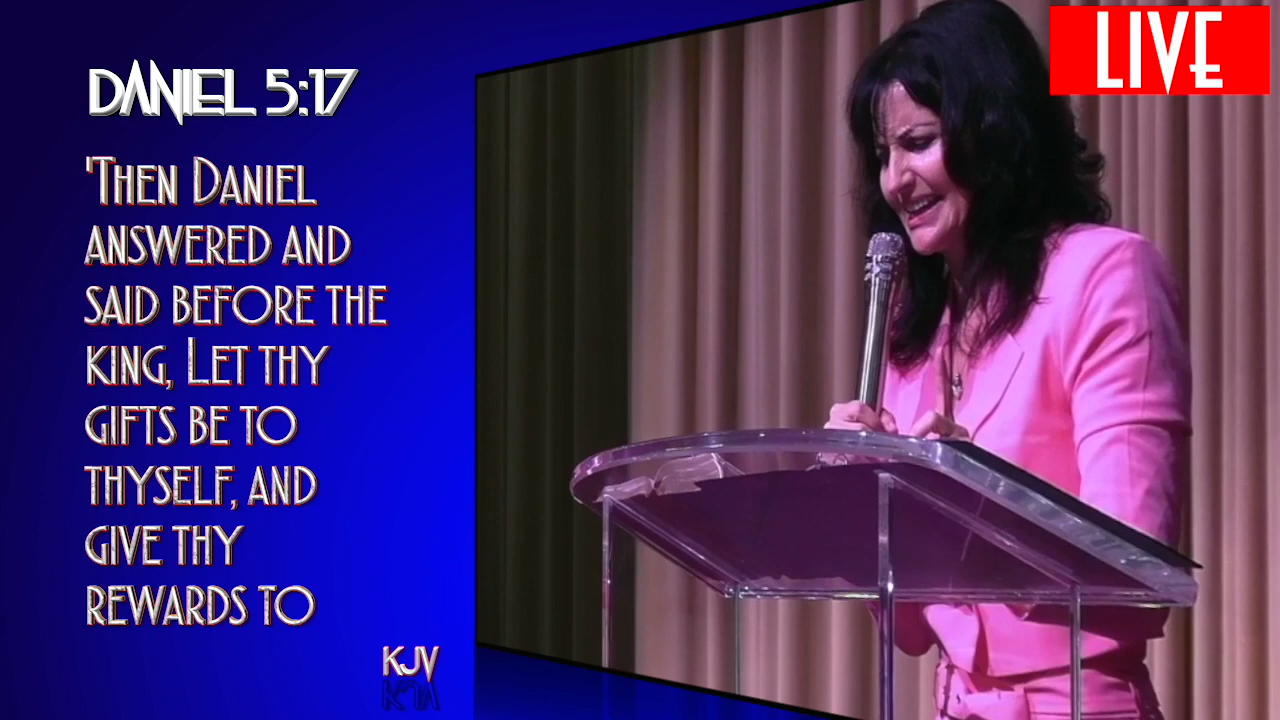 DANIEL 5:17
LIVE
'THEN DANIEL
ANSWERED AND
SAID BEFORE THE
KING, LET THY
GIFTS BE TO
THYSELF, AND
GIVE THY
REWARDS TO
KJV